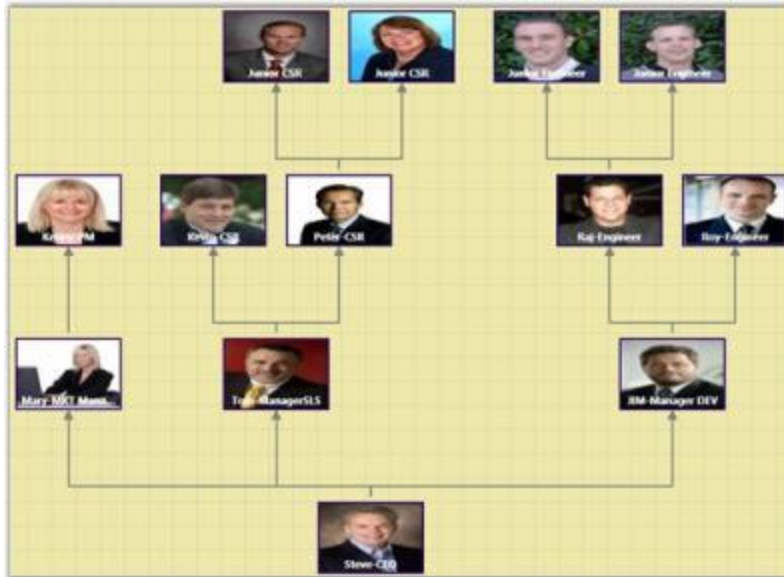 Junior CSR
Junior CSR
Junior Engineer
Junior Engineer
PM
Kevin CSR
Peter-CSR
Raj-Engineer
Roy-Engineer
Mary-MKT Mana...
Tom-ManagerSLS
JIM-Manager DEV
Steve-CEO